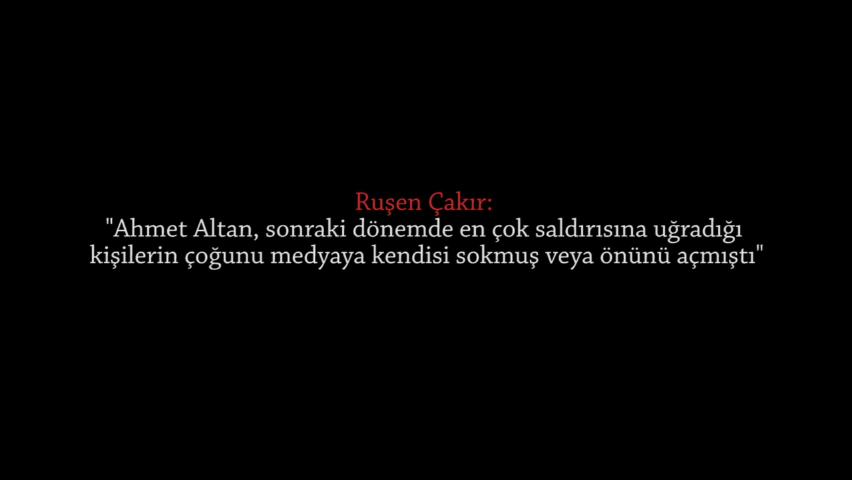 Ruşen Çakır:
"Ahmet Altan, sonraki dönemde en çok saldırısına uğradığı
kişilerin çoğunu medyaya kendisi sokmuş veya önünü açmıştı"